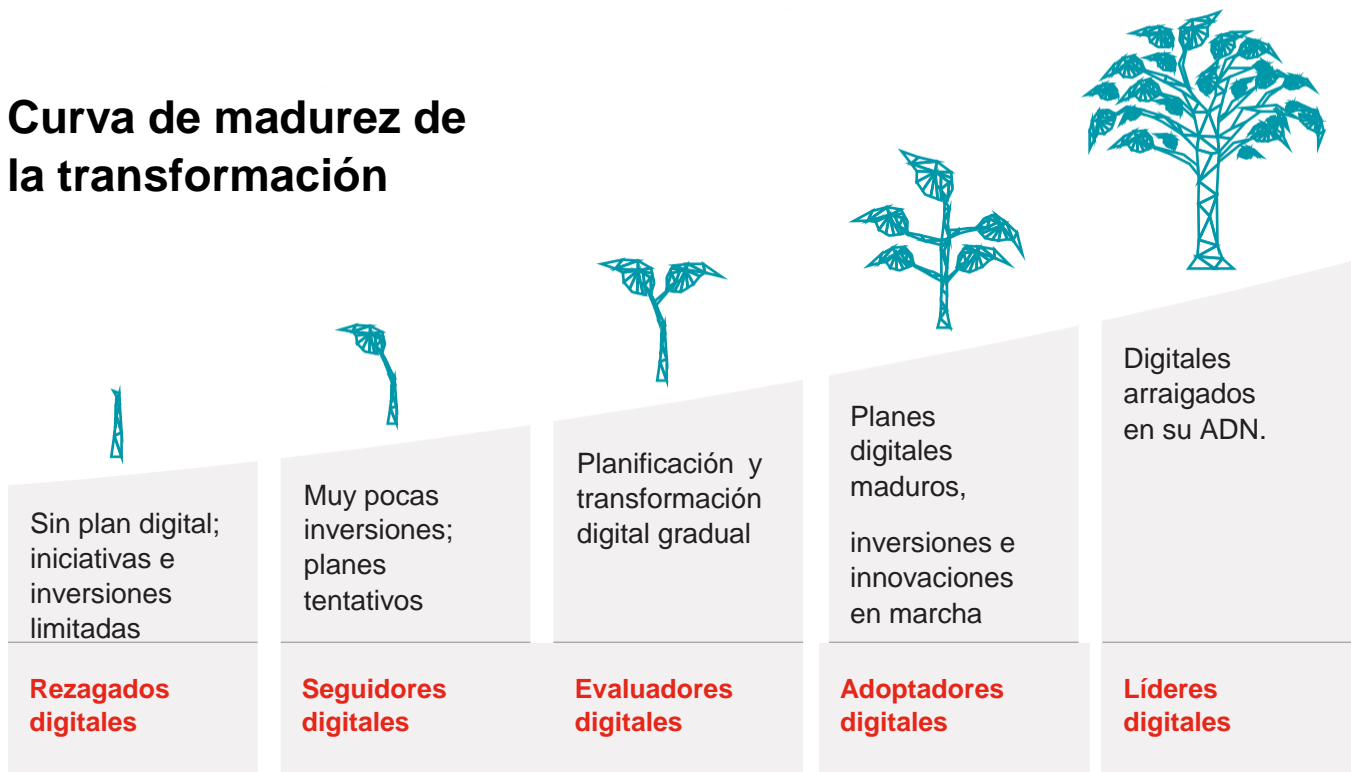 Curva de madurez de
la transformación
Sin plan digital;
iniciativas e
inversiones
limitadas
Rezagados
digitales
Muy pocas
inversiones;
planes
tentativos
Seguidores
digitales
Planificación y
transformación
digital gradual
Evaluadores
digitales
Planes
digitales
maduros,
inversiones e
innovaciones
en marcha
Adoptadores
digitales
Digitales
arraigados
en su ADN.
Líderes
digitales